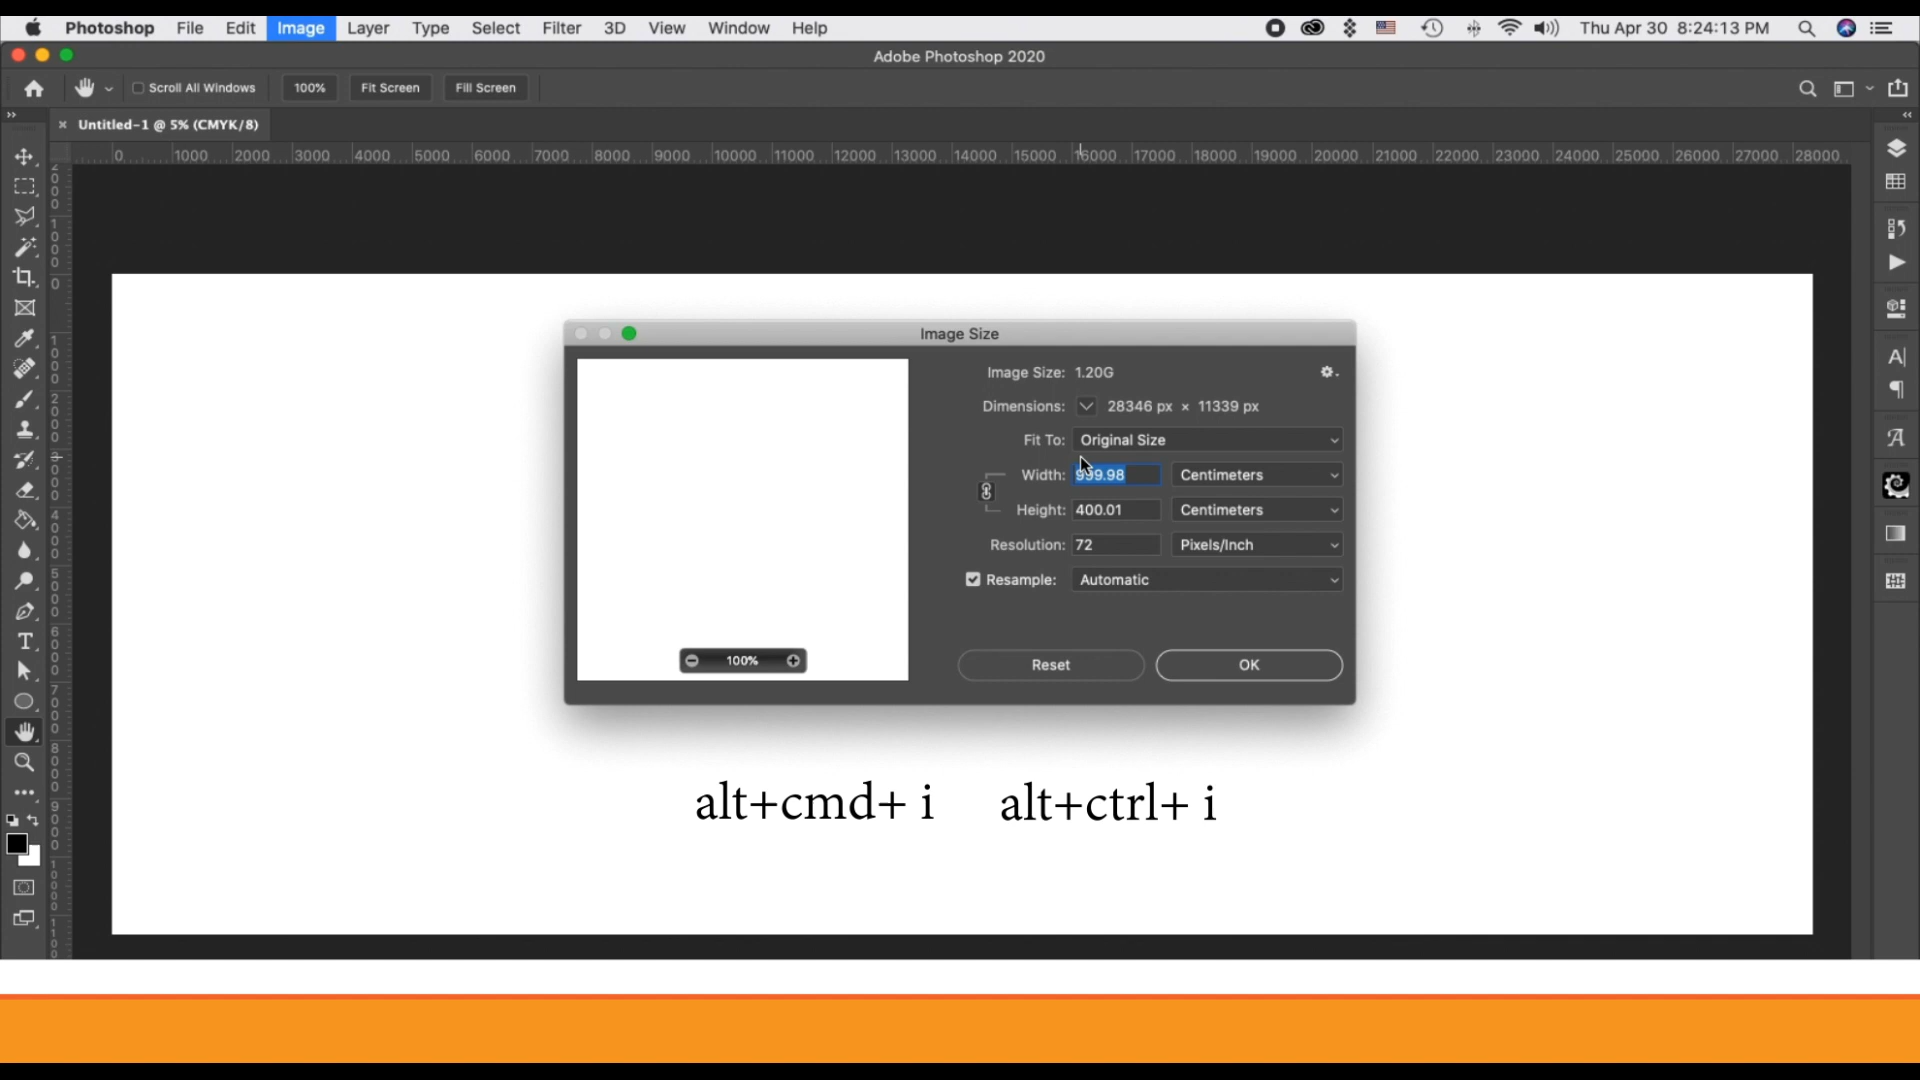 Photoshop File Edit Image Layer Type Select Filter 3D View Window Help Thu Apr 30 8:24:13 PM
Adobe Photoshop 2020
Scroll All Windows 100% Fit Screen Fill Screen
Untitled-1 @ 5% (CMYK/8)
0 1000 2000 3000 4000 5000 6000 7000 8000 9000 10000 11000 12000 13000 14000 15000 16000 17000 18000 19000 20000 21000 22000 23000 24000 25000 26000 27000 28000
Image Size
Image Size: 1.20G
Dimensions: 28346 px × 11339 px
Fit To: Original Size
Width: 999.98 Centimeters
Height: 400.01 Centimeters
Resolution: 72 Pixels/Inch
Resample: Automatic
100%
Reset OK
alt+cmd+ i alt+ctrl+ i